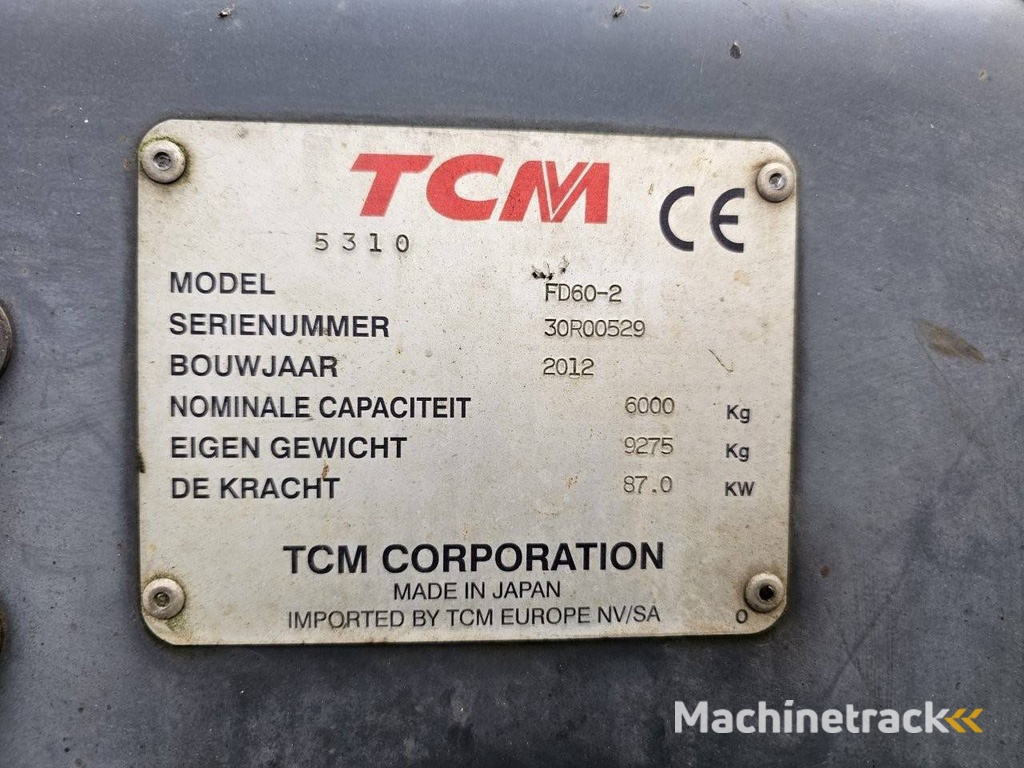 TCM
CE
5310
MODEL FD60-2
SERIENUMMER 30R00529
BOUWJAAR 2012
NOMINALE CAPACITEIT 6000 Kg
EIGEN GEWICHT 9275 Kg
DE KRACHT 87.0 KW
TCM CORPORATION
MADE IN JAPAN
IMPORTED BY TCM EUROPE NV/SA 0
Machinetrack